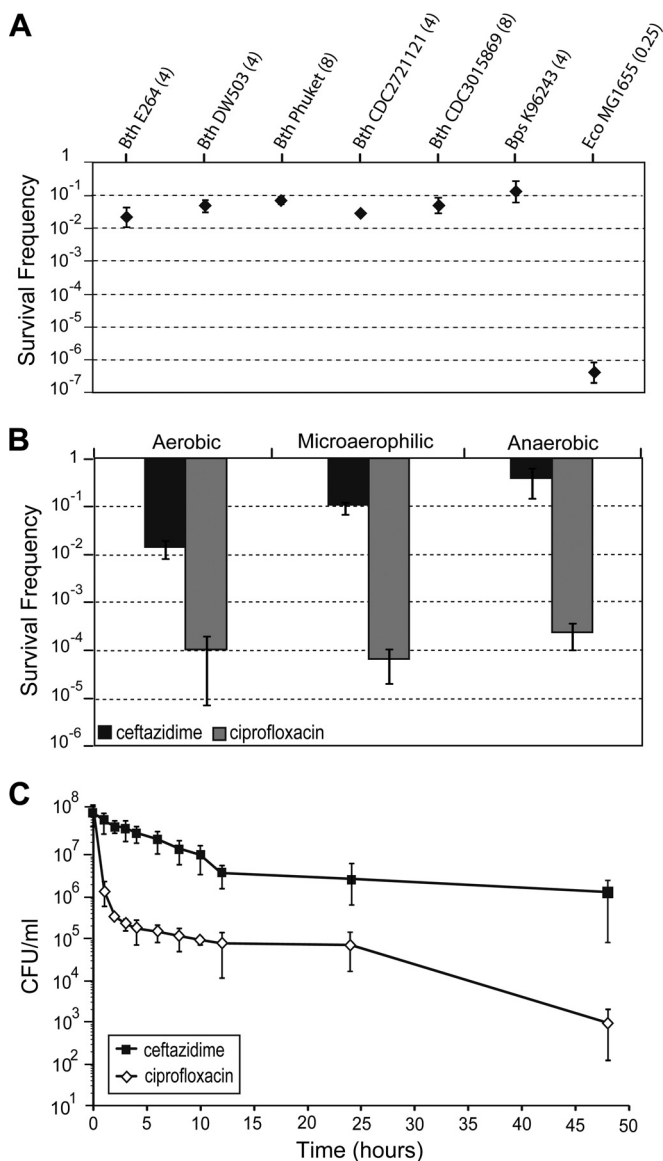 A
Bth E264 (4)
Bth DW503 (4)
Bth Phuket (8)
Bth CDC2721121 (4)
Bth CDC3015869 (8)
Bps K96243 (4)
Eco MG1655 (0.25)
Survival Frequency
1
10⁻¹
10⁻²
10⁻³
10⁻⁴
10⁻⁵
10⁻⁶
10⁻⁷
B
Aerobic Microaerophilic Anaerobic
Survival Frequency
1
10⁻¹
10⁻²
10⁻³
10⁻⁴
10⁻⁵
10⁻⁶
ceftazidime ciprofloxacin
C
CFU/ml
10⁸
10⁷
10⁶
10⁵
10⁴
10³
10²
10¹
ceftazidime
ciprofloxacin
0 5 10 15 20 25 30 35 40 45 50
Time (hours)